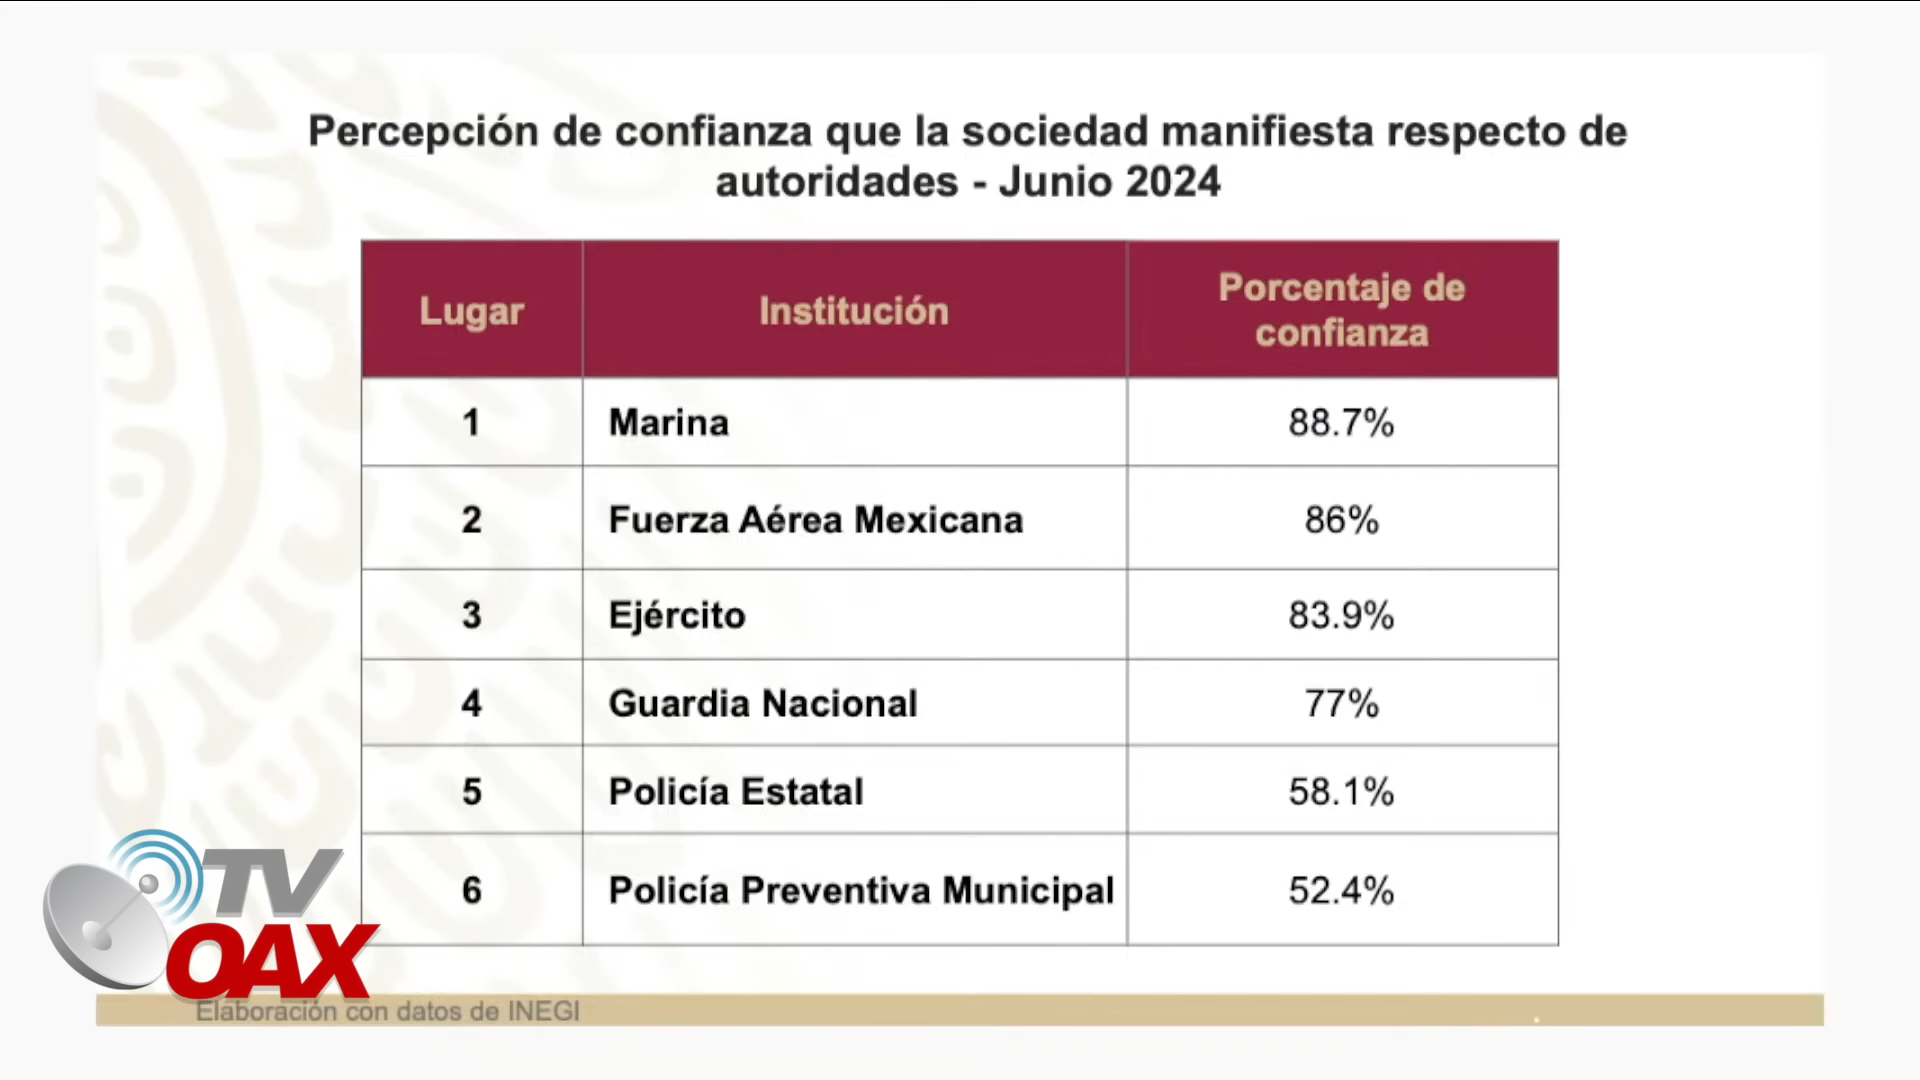 Percepción de confianza que la sociedad manifiesta respecto de
autoridades - Junio 2024
Lugar Institución Porcentaje de
confianza
1 Marina 88.7%
2 Fuerza Aérea Mexicana 86%
3 Ejército 83.9%
4 Guardia Nacional 77%
5 Policía Estatal 58.1%
6 Policía Preventiva Municipal 52.4%
TV
OAX
Elaboración con datos de INEGI